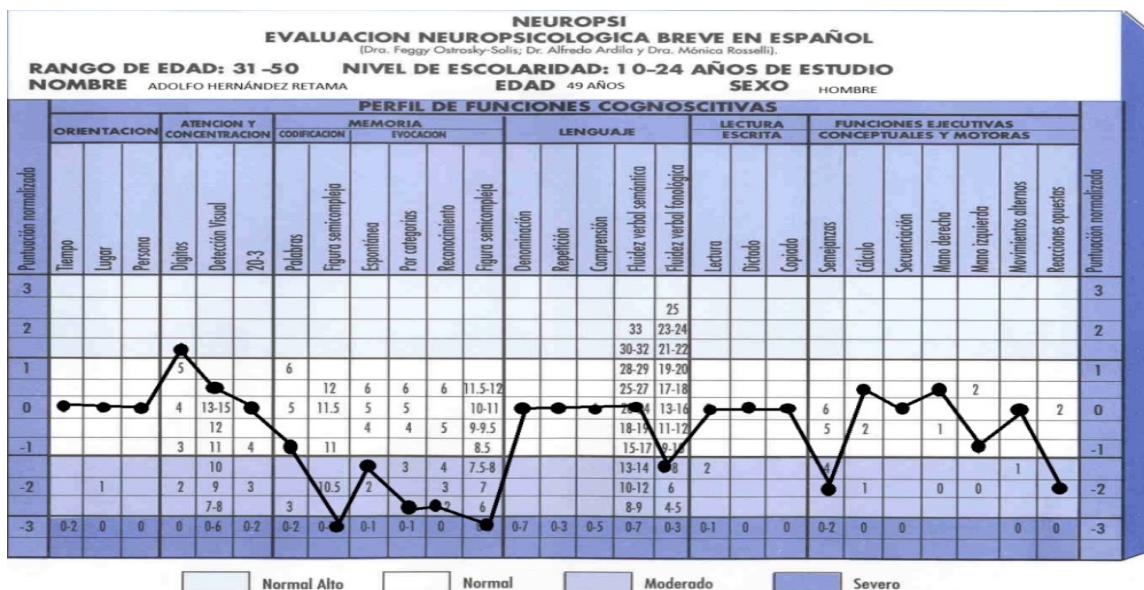 NEUROPSI
EVALUACION NEUROPSICOLOGICA BREVE EN ESPAÑOL
(Dra. Feggy Ostrosky-Solis; Dr. Alfredo Ardila y Dra. Mónica Rosselli).
RANGO DE EDAD: 31-50 NIVEL DE ESCOLARIDAD: 10-24 AÑOS DE ESTUDIO
NOMBRE ADOLFO HERNÁNDEZ RETAMA EDAD 49 AÑOS SEXO HOMBRE
PERFIL DE FUNCIONES COGNOSCITIVAS
ORIENTACION ATENCION Y CONCENTRACION MEMORIA LENGUAJE LECTURA ESCRITA FUNCIONES EJECUTIVAS CONCEPTUALES Y MOTORAS
CODIFICACION EVOCACION
Puntuación normalizada Tiempo Lugar Persona Dígitos Detección Visual 20-3 Palabras Figura semicompleja Espontánea Por categorías Reconocimiento Figura semicompleja Denominación Repetición Comprensión Fluidez verbal semántica Fluidez verbal fonológica Lectura Dictado Copiado Semejanzas Cálculo Secuenciación Mano derecha Mano izquierda Movimientos alternos Reacciones opuestas Puntuación fonmalizada
3 3
25
2 33 23-24 2
30-32 21-22
1 5 6 28-29 19-20 1
12 6 6 6 11.5-12 25-27 17-18 2
0 4 13-15 5 11.5 5 5 10-11 13-16 6 2 0
12 4 4 5 9-9.5 18-19 11-12 5 2 1
-1 3 11 4 11 8.5 15-17 -1
10 3 4 7.5-8 13-14 8 2 4 1
-2 1 2 9 3 10.5 2 3 7 10-12 6 1 0 0 -2
7-8 3 2 6 8-9 4-5
-3 0-2 0 0 0 0-6 0-2 0-2 0-1 0-1 0 0-7 0-3 0-5 0-7 0-3 0-1 0 0 0-2 0 0 0 0 -3
Normal Alto Normal Moderado Severo